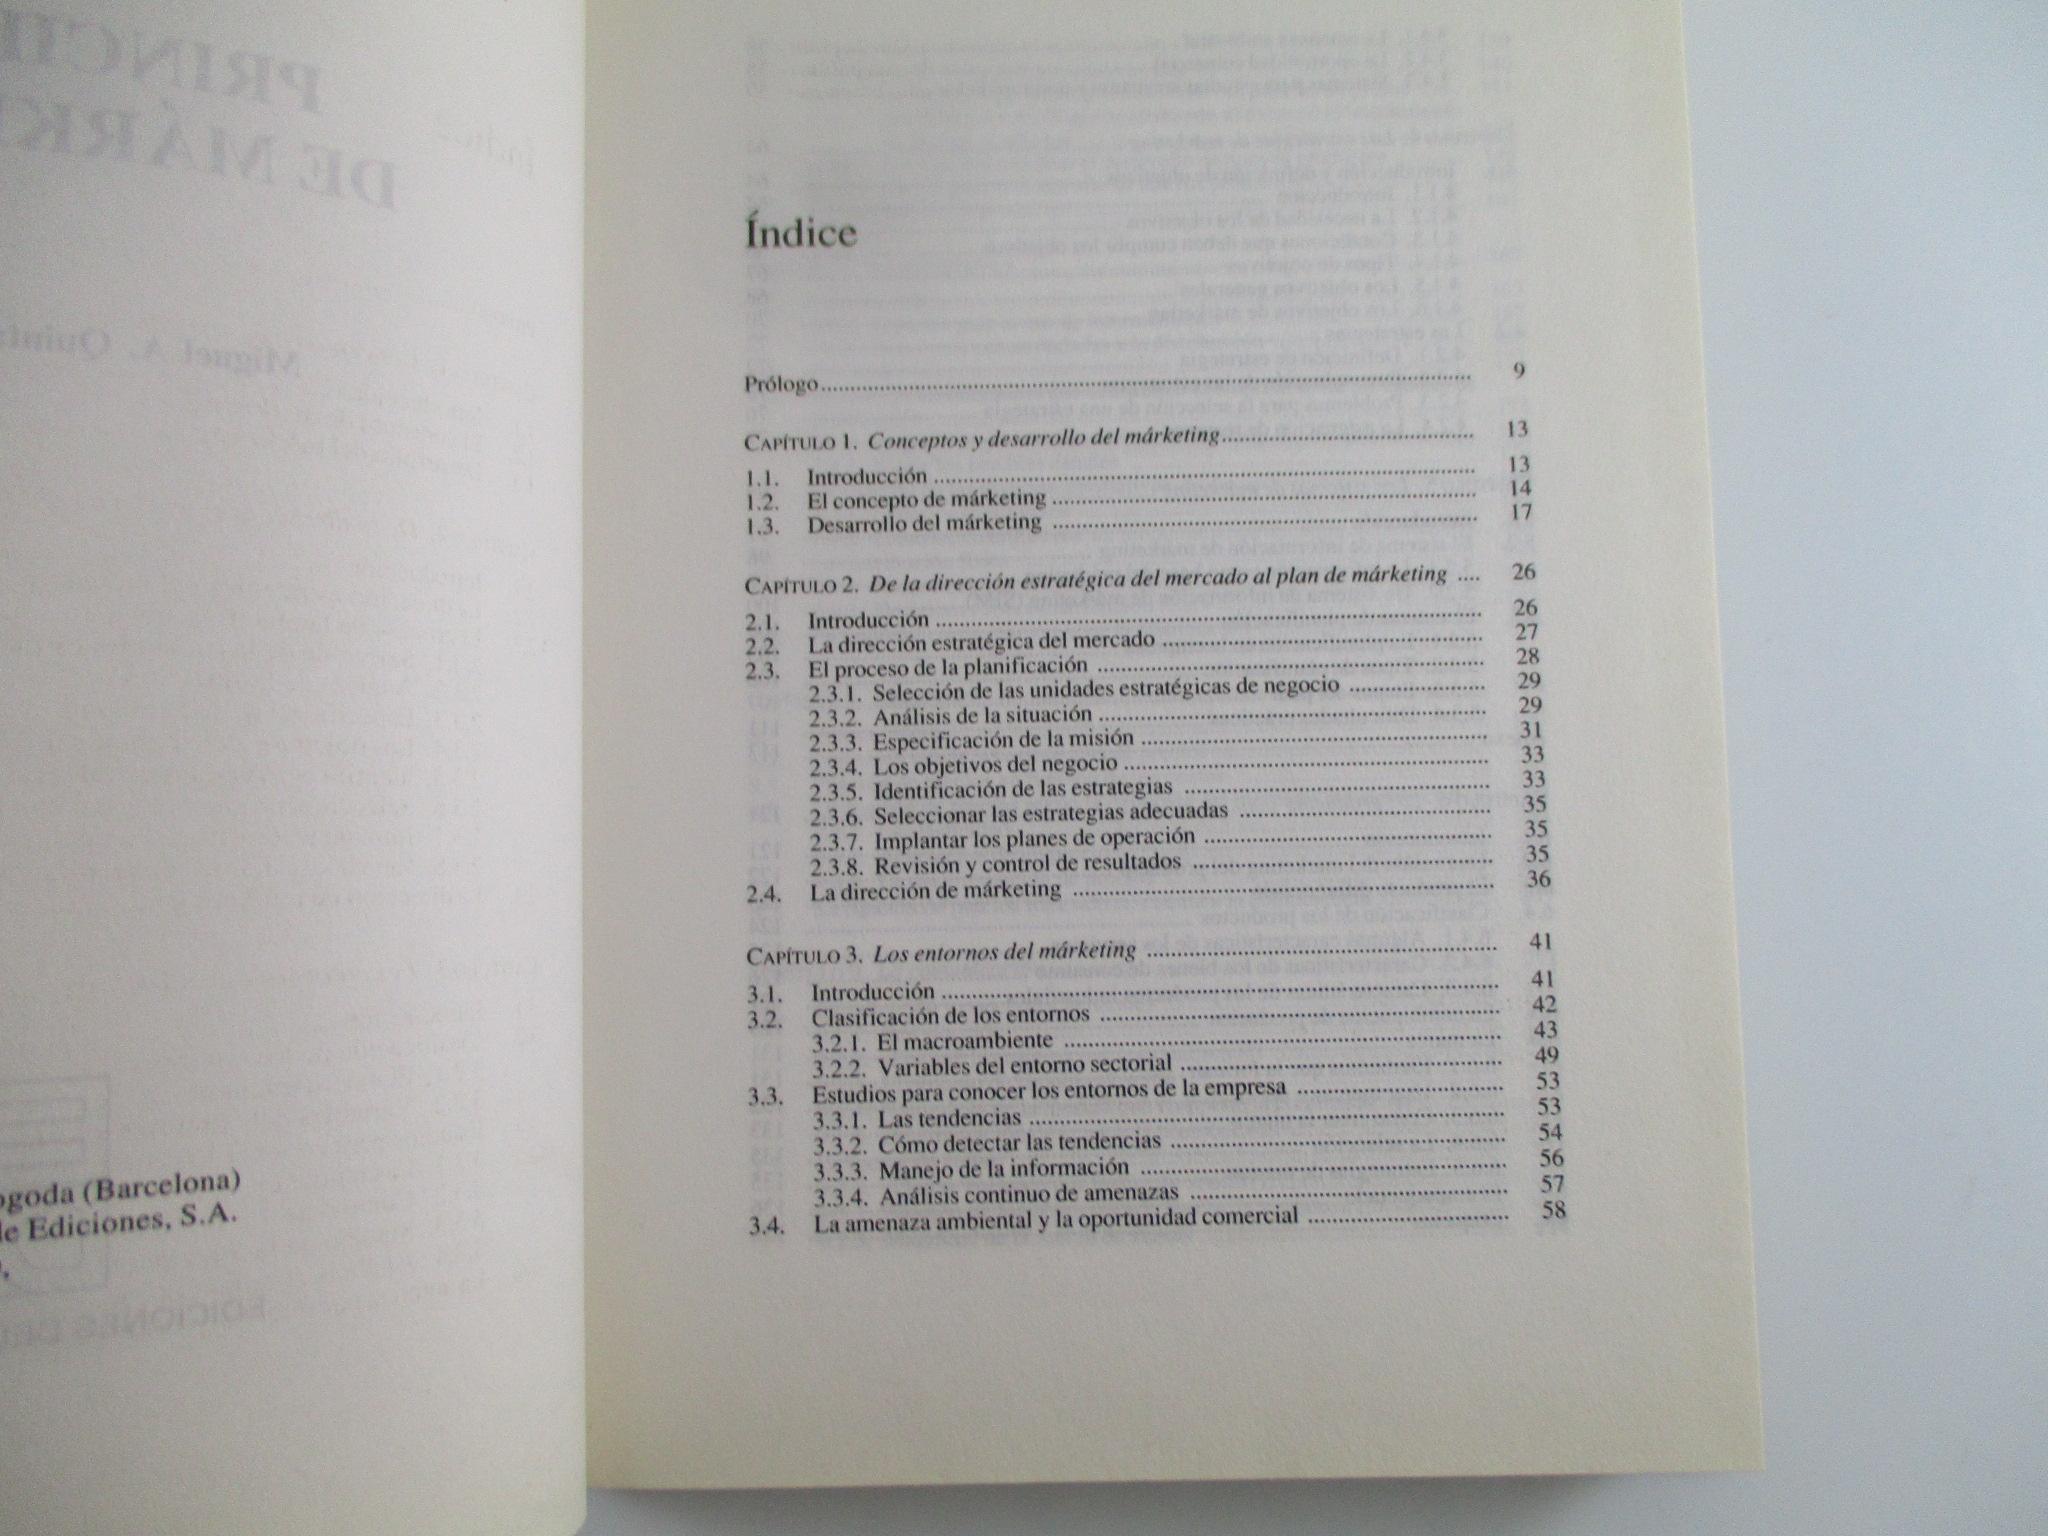 ogoda (Barcelona)
de Ediciones, S.A.
Índice
Prólogo........ 9
CAPÍTULO 1. Conceptos y desarrollo del márketing........ 13
1.1. Introducción ........ 13
1.2. El concepto de márketing ........ 14
1.3. Desarrollo del márketing ........ 17
CAPÍTULO 2. De la dirección estratégica del mercado al plan de márketing .... 26
2.1. Introducción ........ 26
2.2. La dirección estratégica del mercado ........ 27
2.3. El proceso de la planificación ........ 28
2.3.1. Selección de las unidades estratégicas de negocio ........ 29
2.3.2. Análisis de la situación ........ 29
2.3.3. Especificación de la misión ........ 31
2.3.4. Los objetivos del negocio ........ 33
2.3.5. Identificación de las estrategias ........ 33
2.3.6. Seleccionar las estrategias adecuadas ........ 35
2.3.7. Implantar los planes de operación ........ 35
2.3.8. Revisión y control de resultados ........ 35
2.4. La dirección de márketing ........ 36
CAPÍTULO 3. Los entornos del márketing ........ 41
3.1. Introducción ........ 41
3.2. Clasificación de los entornos ........ 42
3.2.1. El macroambiente ........ 43
3.2.2. Variables del entorno sectorial ........ 49
3.3. Estudios para conocer los entornos de la empresa ........ 53
3.3.1. Las tendencias ........ 53
3.3.2. Cómo detectar las tendencias ........ 54
3.3.3. Manejo de la información ........ 56
3.3.4. Análisis continuo de amenazas ........ 57
3.4. La amenaza ambiental y la oportunidad comercial ........ 58